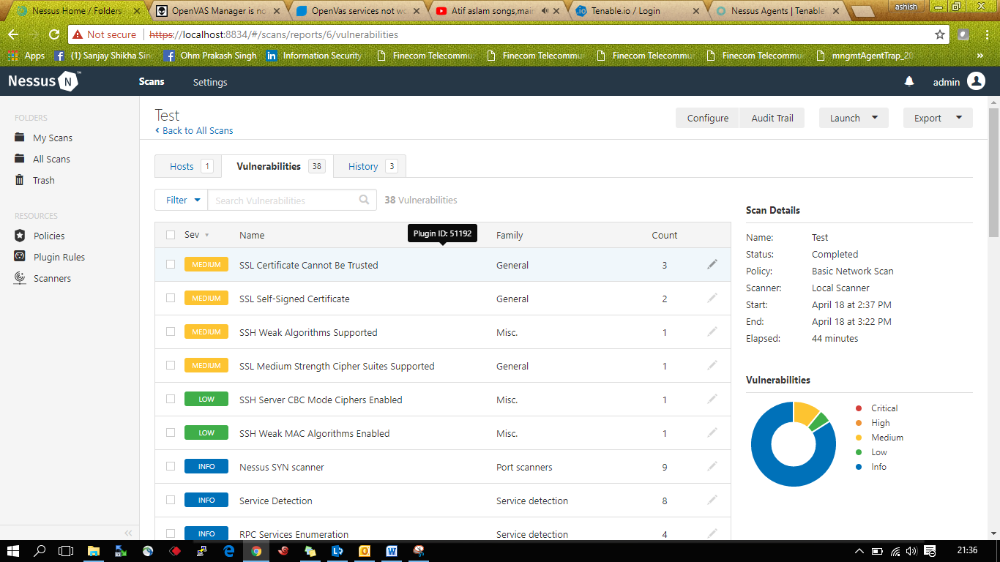 Nessus Home / Folders
OpenVAS Manager is no
OpenVas services not wo
Atif aslam songs,mai
Tenable.io / Login
Nessus Agents | Tenable
ashish
Not secure https://localhost:8834/#/scans/reports/6/vulnerabilities
Apps
(1) Sanjay Shikha Sin
Ohm Prakash Singh
Information Security
Finecom Telecommu
Finecom Telecommu
Finecom Telecommu
Finecom Telecommu
mngmtAgentTrap_20
»
Nessus N ™
Scans
Settings
admin
FOLDERS
My Scans
All Scans
Trash
RESOURCES
Policies
Plugin Rules
Scanners
Test
‹ Back to All Scans
Configure
Audit Trail
Launch
Export
Hosts 1
Vulnerabilities 38
History 3
Filter
Search Vulnerabilities
38 Vulnerabilities
Plugin ID: 51192
Sev Name Family Count
MEDIUM SSL Certificate Cannot Be Trusted General 3
MEDIUM SSL Self-Signed Certificate General 2
MEDIUM SSH Weak Algorithms Supported Misc. 1
MEDIUM SSL Medium Strength Cipher Suites Supported General 1
LOW SSH Server CBC Mode Ciphers Enabled Misc. 1
LOW SSH Weak MAC Algorithms Enabled Misc. 1
INFO Nessus SYN scanner Port scanners 9
INFO Service Detection Service detection 8
INFO RPC Services Enumeration Service detection 4
Scan Details
Name: Test
Status: Completed
Policy: Basic Network Scan
Scanner: Local Scanner
Start: April 18 at 2:37 PM
End: April 18 at 3:22 PM
Elapsed: 44 minutes
Vulnerabilities
Critical
High
Medium
Low
Info
21:36